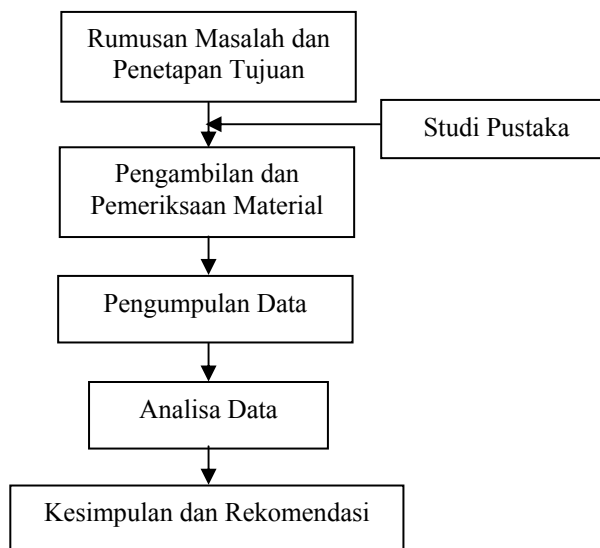 Rumusan Masalah dan
Penetapan Tujuan
Studi Pustaka
Pengambilan dan
Pemeriksaan Material
Pengumpulan Data
Analisa Data
Kesimpulan dan Rekomendasi